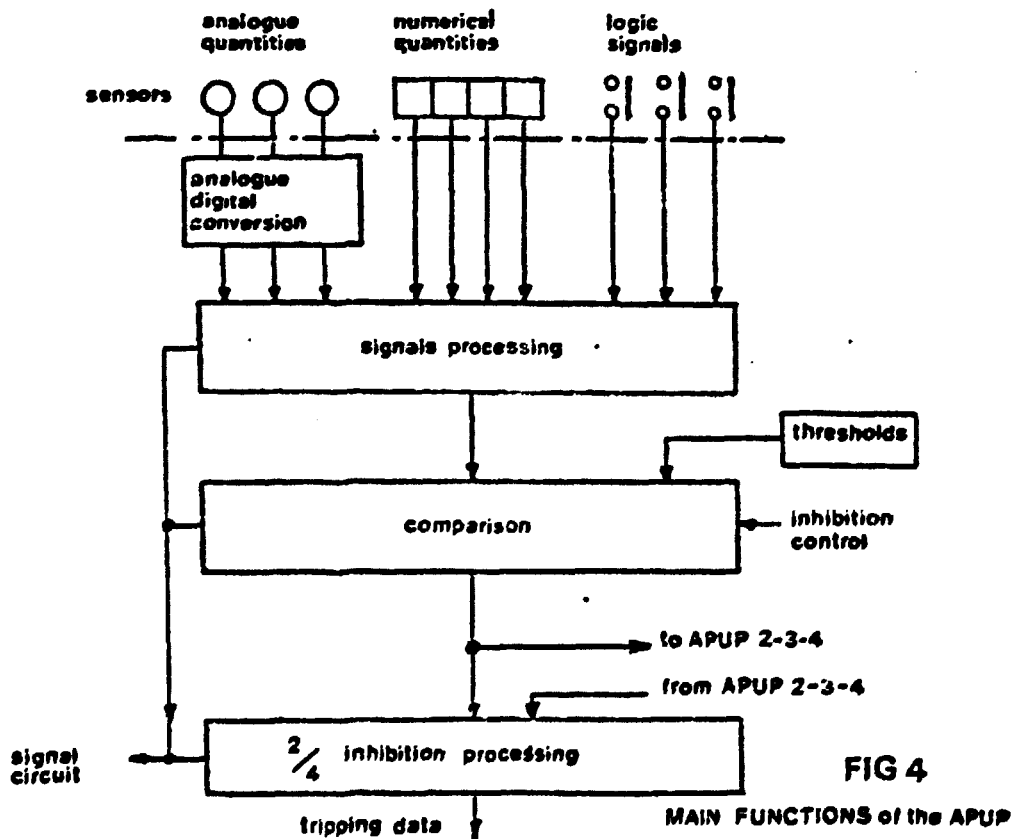 analogue
quantities
numerical
quantities
logic
signals
sensors
analogue
digital
conversion
signals processing
thresholds
comparison
inhibition
control
to APUP 2-3-4
from APUP 2-3-4
2/4 inhibition processing
signal
circuit
tripping data
FIG 4
MAIN FUNCTIONS of the APUP